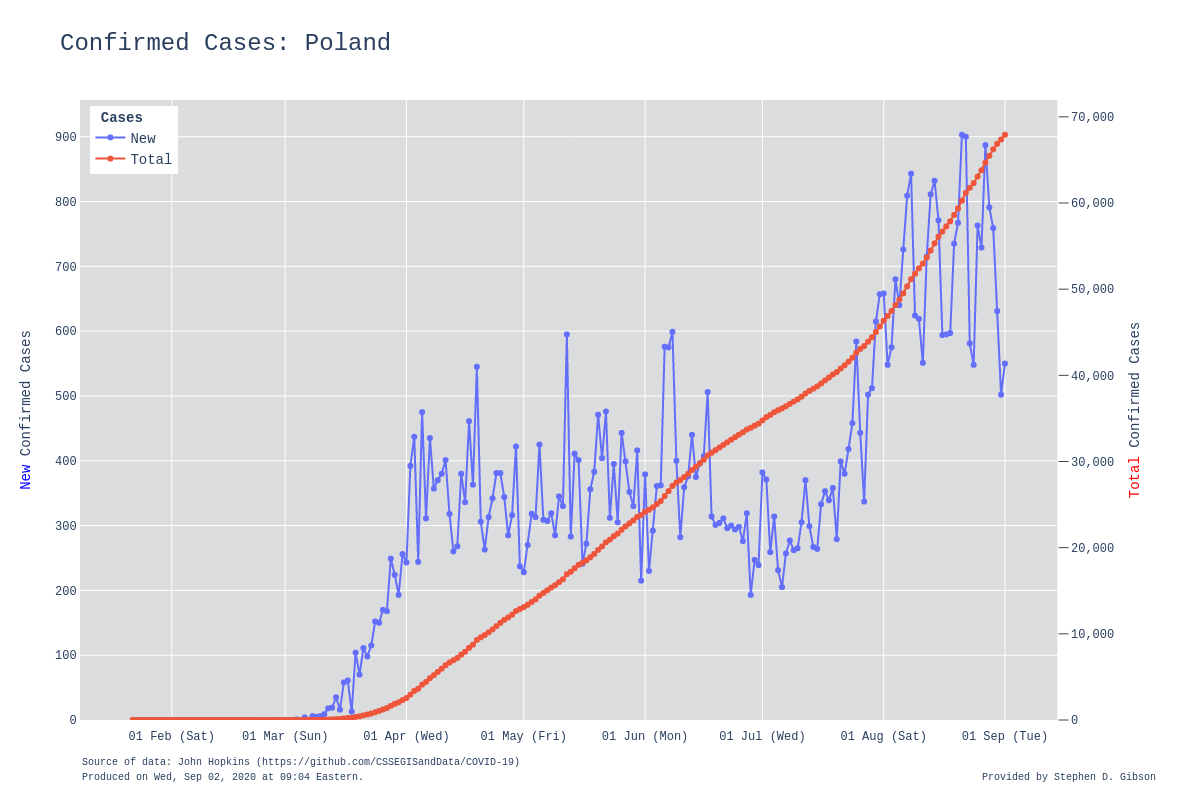 Confirmed Cases: Poland
Cases
New
Total
900
800
700
600
500
400
300
200
100
0
New Confirmed Cases
70,000
60,000
50,000
40,000
30,000
20,000
10,000
0
Total Confirmed Cases
01 Feb (Sat) 01 Mar (Sun) 01 Apr (Wed) 01 May (Fri) 01 Jun (Mon) 01 Jul (Wed) 01 Aug (Sat) 01 Sep (Tue)
Source of data: John Hopkins (https://github.com/CSSEGISandData/COVID-19)
Produced on Wed, Sep 02, 2020 at 09:04 Eastern.
Provided by Stephen D. Gibson